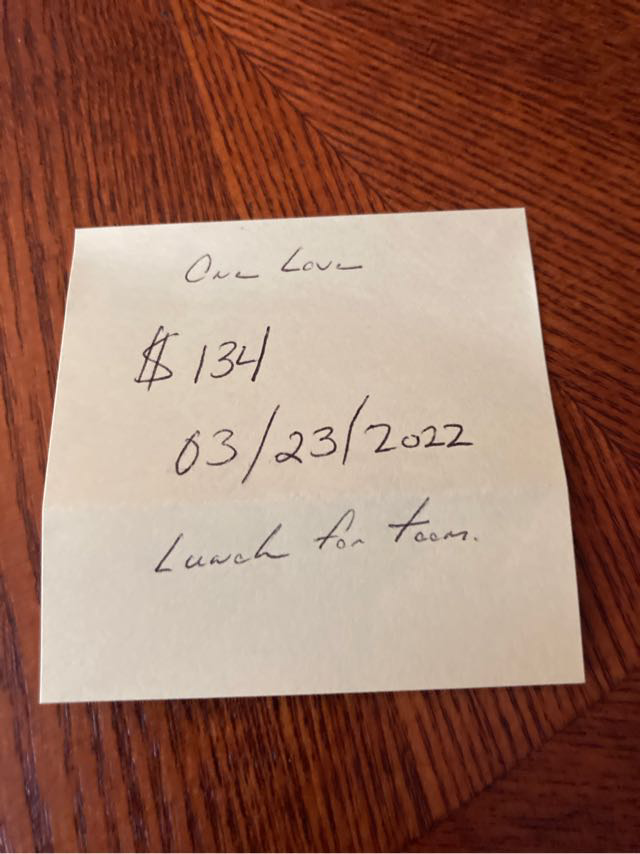 One Love
$ 134
03/23/2022
Lunch for team.